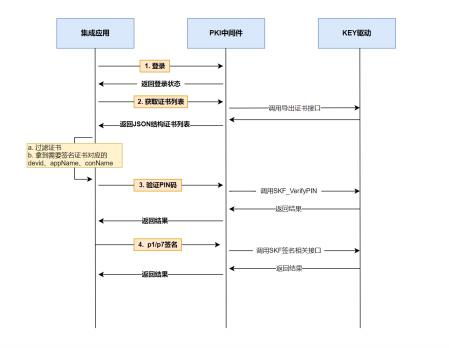 集成应用
PKI中间件
KEY驱动
1. 登录
返回登录状态
2. 获取证书列表
调用导出证书接口
返回JSON结构证书列表
a. 过滤证书
b. 拿到需要签名证书对应的
devid、appName、conName
3. 验证PIN码
调用SKF_VerifyPIN
返回结果
返回结果
4. p1/p7签名
调用SKF签名相关接口
返回结果
返回结果